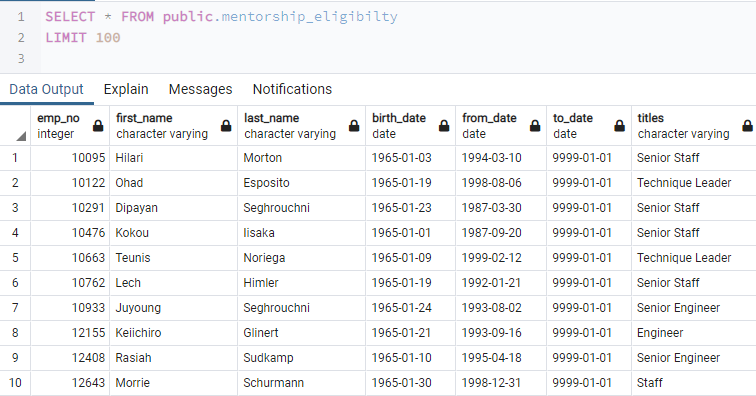 1 SELECT * FROM public.mentorship_eligibilty
2 LIMIT 100
3
Data Output Explain Messages Notifications
emp_no first_name last_name birth_date from_date to_date titles
integer character varying character varying date date date character varying
1 10095 Hilari Morton 1965-01-03 1994-03-10 9999-01-01 Senior Staff
2 10122 Ohad Esposito 1965-01-19 1998-08-06 9999-01-01 Technique Leader
3 10291 Dipayan Seghrouchni 1965-01-23 1987-03-30 9999-01-01 Senior Staff
4 10476 Kokou Iisaka 1965-01-01 1987-09-20 9999-01-01 Senior Staff
5 10663 Teunis Noriega 1965-01-09 1999-02-12 9999-01-01 Technique Leader
6 10762 Lech Himler 1965-01-19 1992-01-21 9999-01-01 Senior Staff
7 10933 Juyoung Seghrouchni 1965-01-24 1993-08-02 9999-01-01 Senior Engineer
8 12155 Keiichiro Glinert 1965-01-21 1993-09-16 9999-01-01 Engineer
9 12408 Rasiah Sudkamp 1965-01-10 1995-04-18 9999-01-01 Senior Engineer
10 12643 Morrie Schurmann 1965-01-30 1998-12-31 9999-01-01 Staff